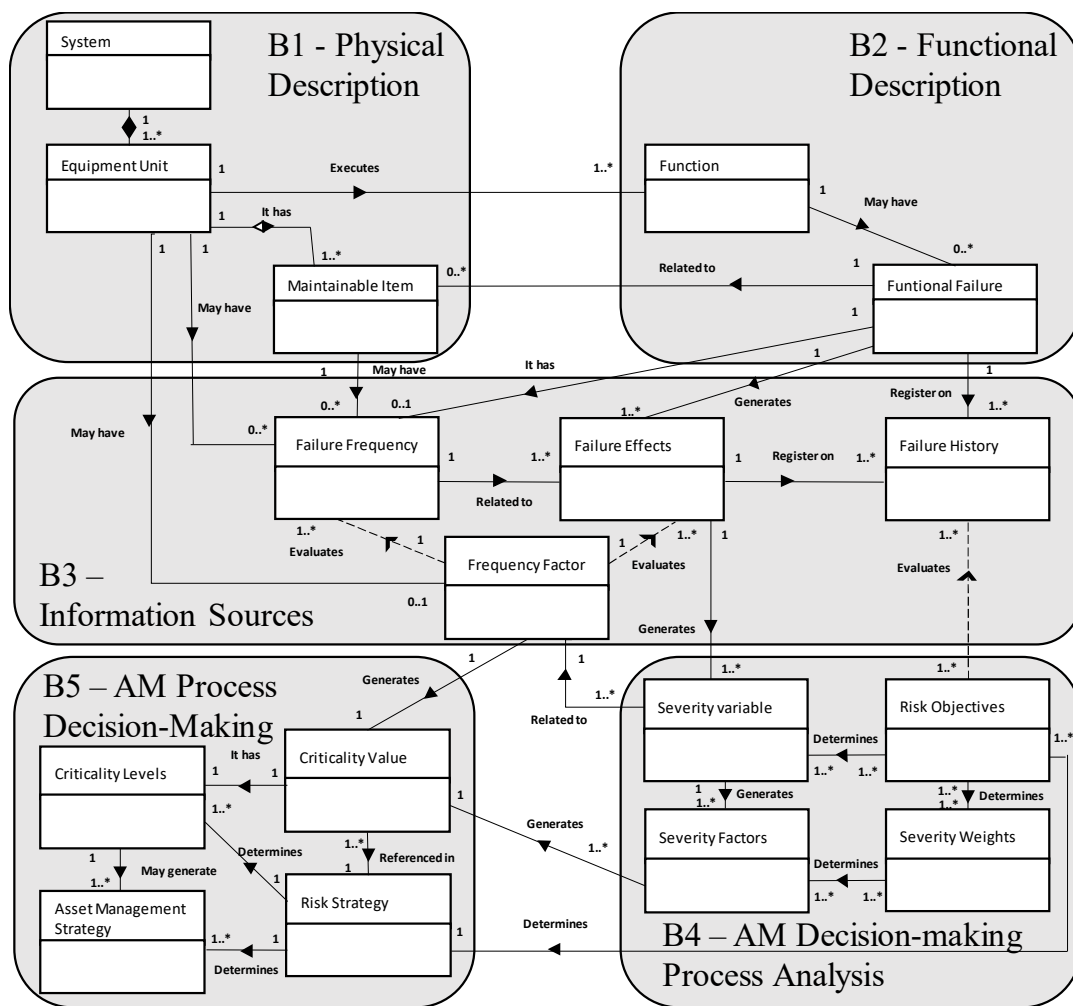 System
B1 - Physical
Description
B2 - Functional
Description
1
1..*
Equipment Unit
1
Executes
1..*
Function
1
May have
0..*
1
It has
1..*
1
1
Maintainable Item
0..*
Related to
1
Funtional Failure
May have
1
May have
It has
1
1
1
0..*
0..1
Generates
1..*
Register on
1..*
May have
0..*
Failure Frequency
1
Related to
1..*
Failure Effects
1
Register on
1..*
Failure History
1..*
Evaluates
1
Frequency Factor
1
1..*
Evaluates
1
1..*
Evaluates
B3 –
Information Sources
0..1
Generates
1
Generates
1
1
1..*
Related to
1..*
Severity variable
1..*
Risk Objectives
1..*
B5 – AM Process
Decision-Making
It has
1
Criticality Levels
1
1
Criticality Value
1
Determines
1..*
1..*
1
1..*
Generates
1..*
1..*
Determines
1..*
Determines
1..*
1
Referenced in
Generates
1..*
Severity Factors
Severity Weights
1
May generate
1..*
1
Risk Strategy
Determines
1..*
1..*
Asset Management
Strategy
1..*
Determines
1
1
Determines
B4 – AM Decision-making
Process Analysis